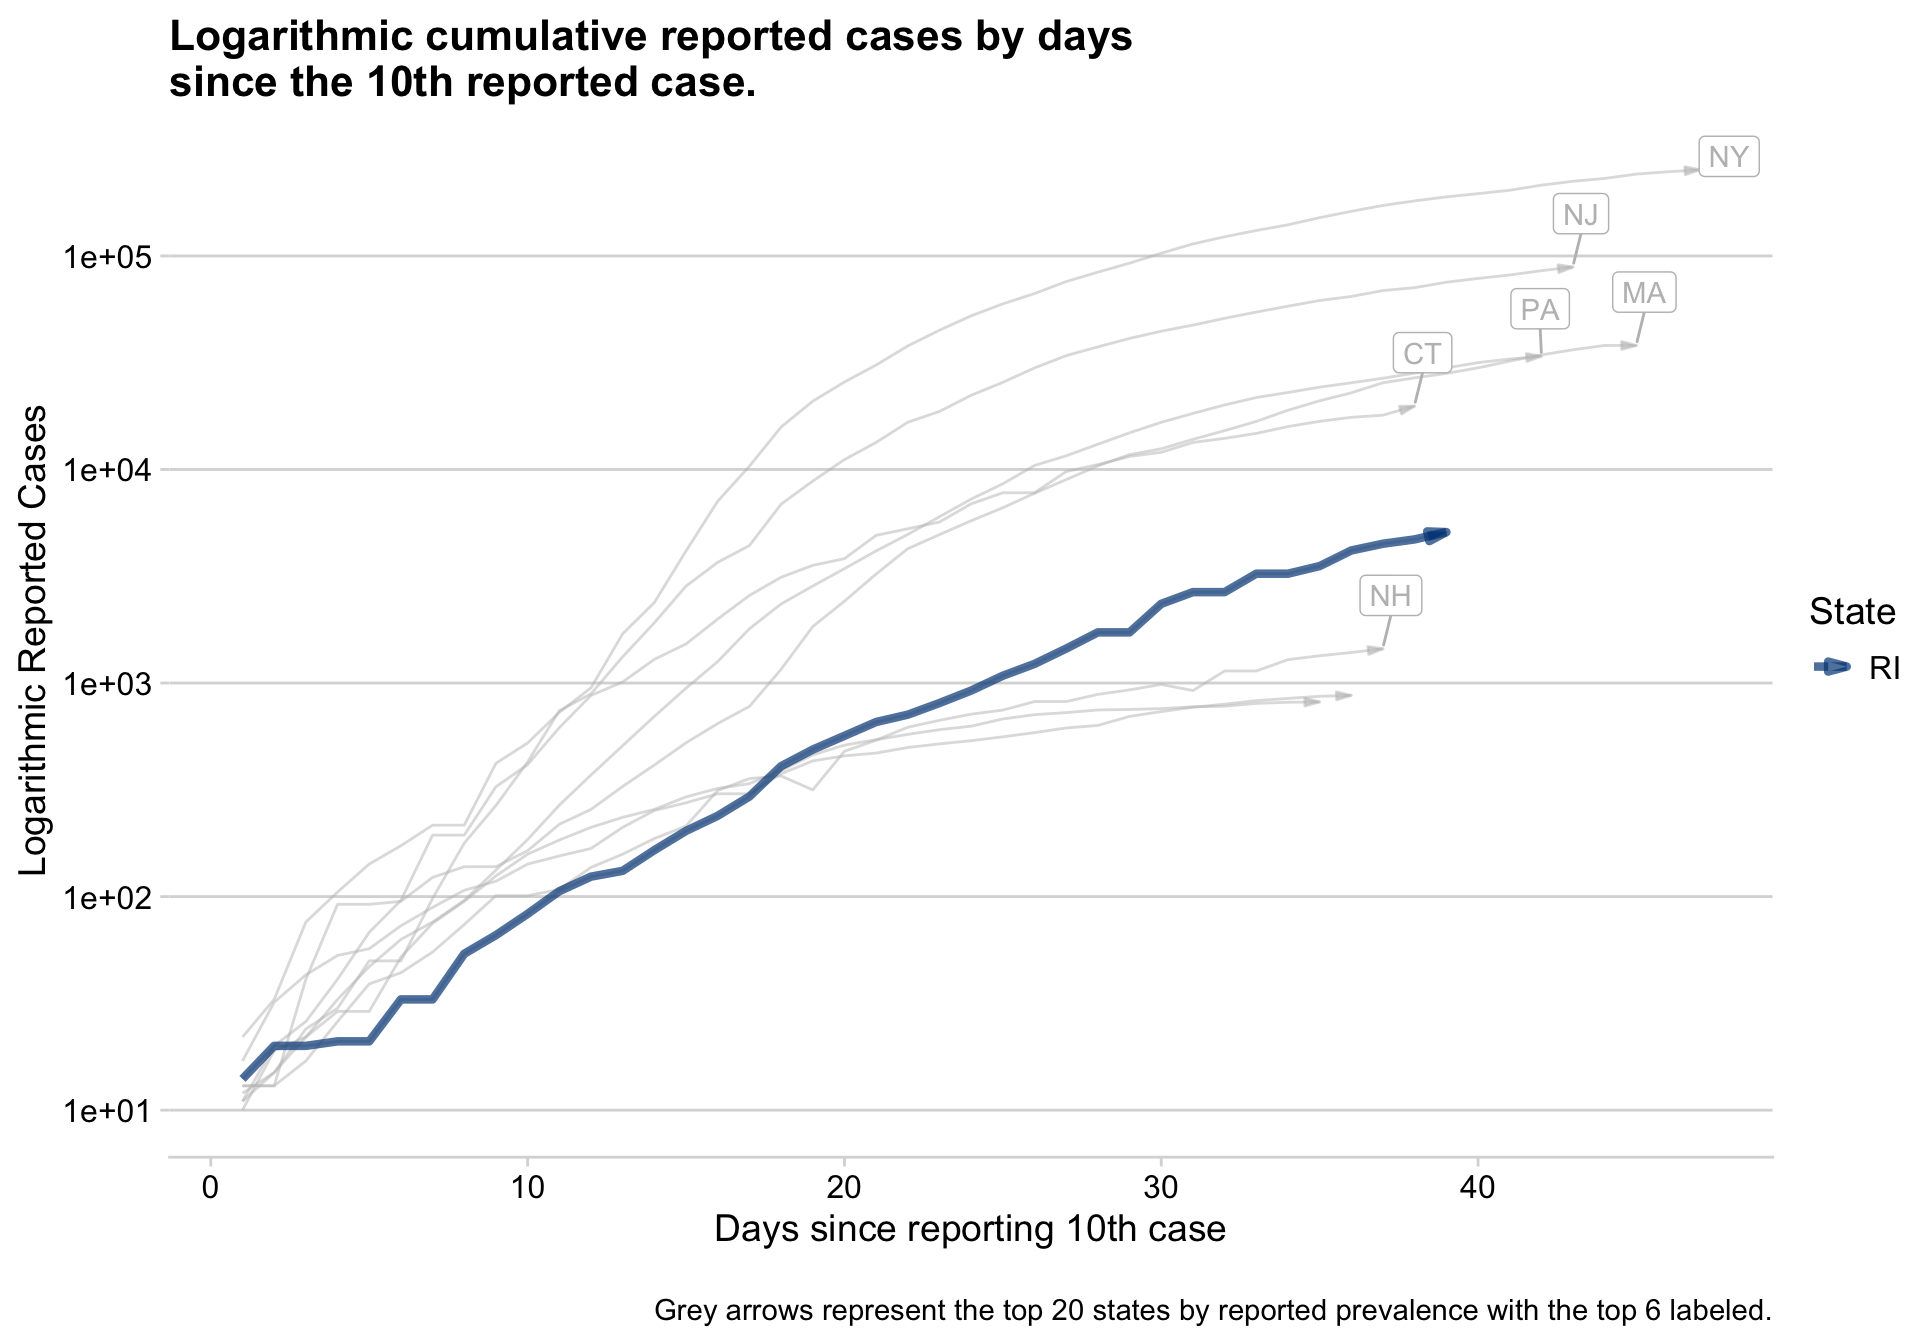 Logarithmic cumulative reported cases by days
since the 10th reported case.
NY
NJ
1e+05
MA
PA
CT
1e+04
Logarithmic Reported Cases
NH
State
RI
1e+03
1e+02
1e+01
0 10 20 30 40
Days since reporting 10th case
Grey arrows represent the top 20 states by reported prevalence with the top 6 labeled.